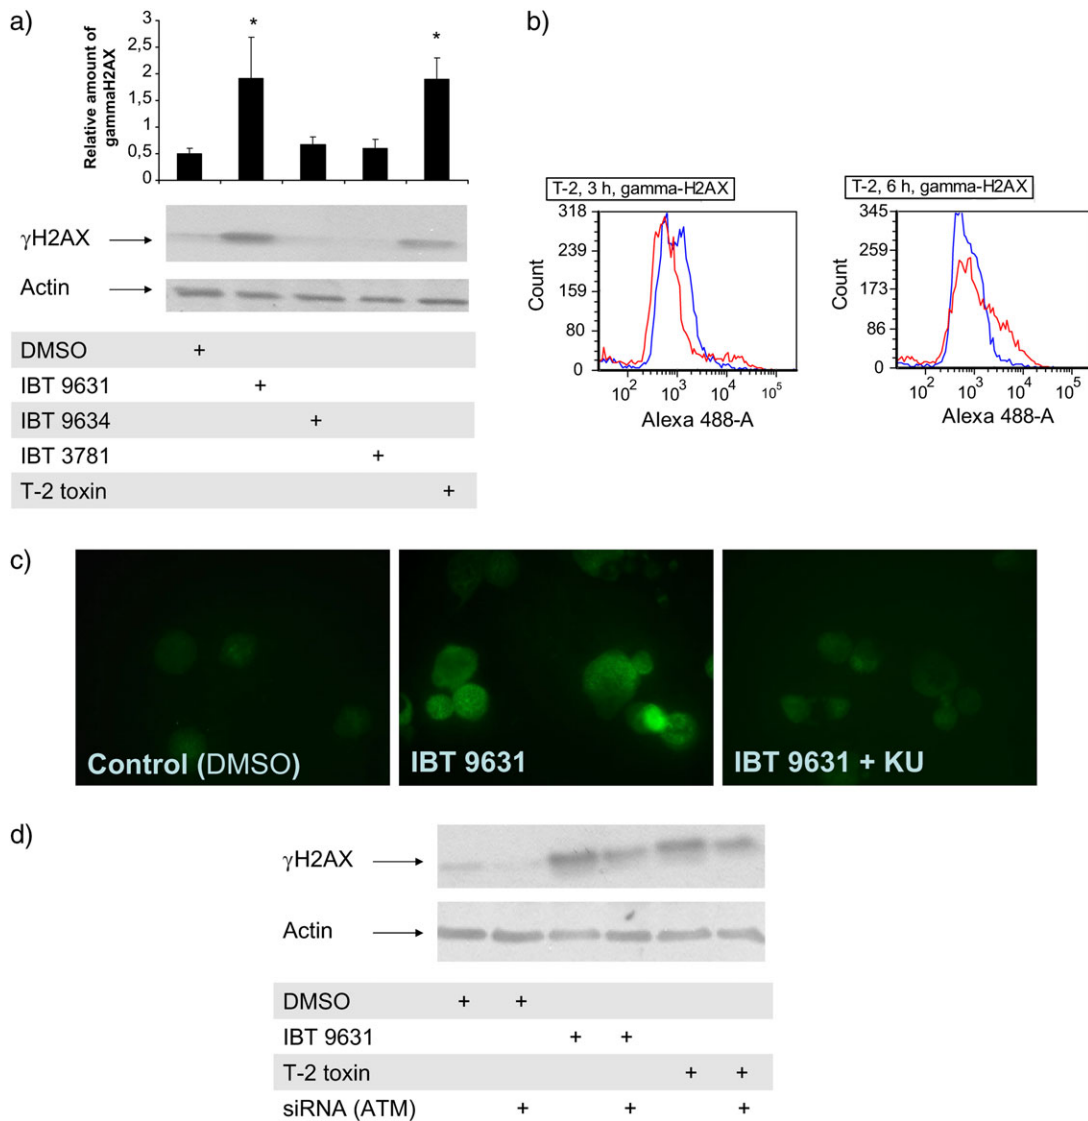 a)
Relative amount of
gammaH2AX
3
2,5
2
1,5
1
0,5
0
*
*
γH2AX
Actin
DMSO +
IBT 9631 +
IBT 9634 +
IBT 3781 +
T-2 toxin +
b)
T-2, 3 h, gamma-H2AX
318
239
159
80
0
Count
10² 10³ 10⁴ 10⁵
Alexa 488-A
T-2, 6 h, gamma-H2AX
345
259
173
86
0
Count
10² 10³ 10⁴ 10⁵
Alexa 488-A
c)
Control (DMSO)
IBT 9631
IBT 9631 + KU
d)
γH2AX
Actin
DMSO + +
IBT 9631 + +
T-2 toxin + +
siRNA (ATM) + + +